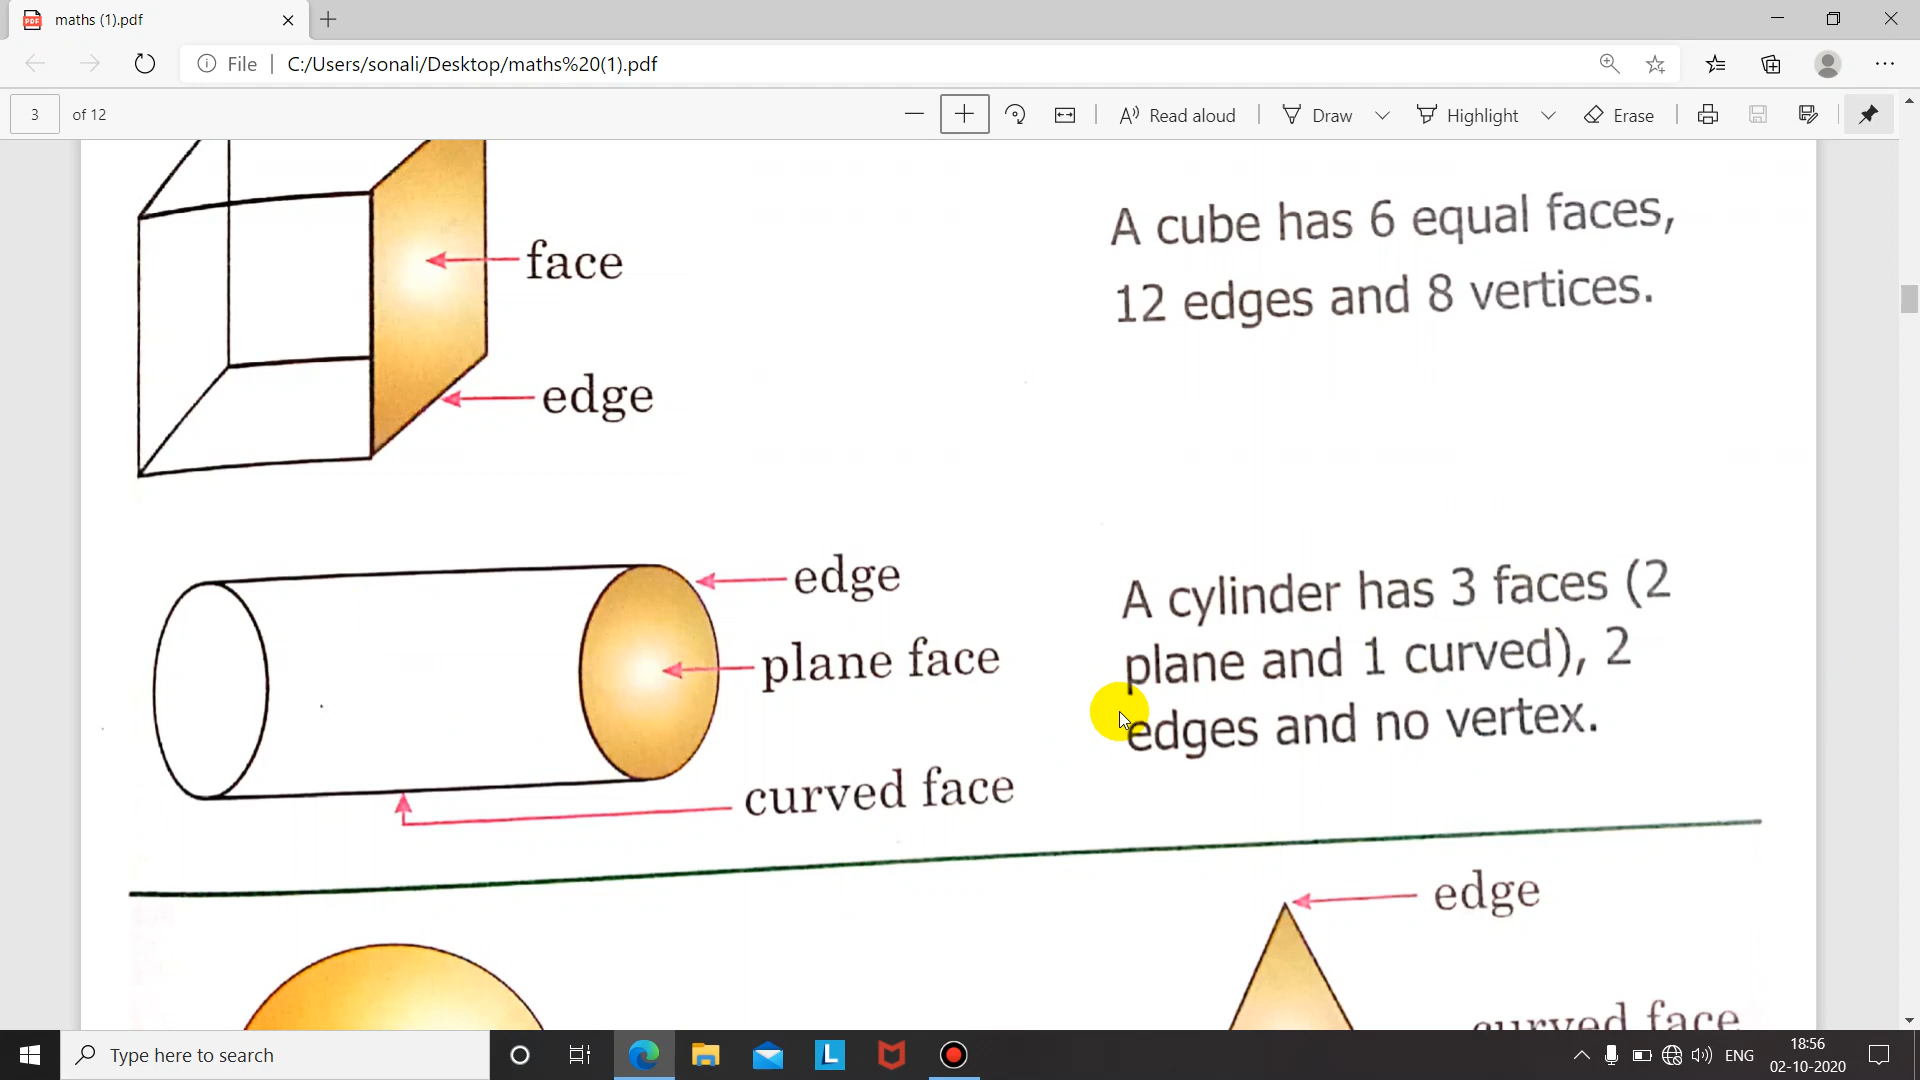 maths (1).pdf
File
C:/Users/sonali/Desktop/maths%20(1).pdf
3 of 12
Read aloud
Draw
Highlight
Erase
face
edge
A cube has 6 equal faces,
12 edges and 8 vertices.
edge
plane face
curved face
A cylinder has 3 faces (2
plane and 1 curved), 2
edges and no vertex.
edge
curved face
Type here to search
ENG
18:56
02-10-2020